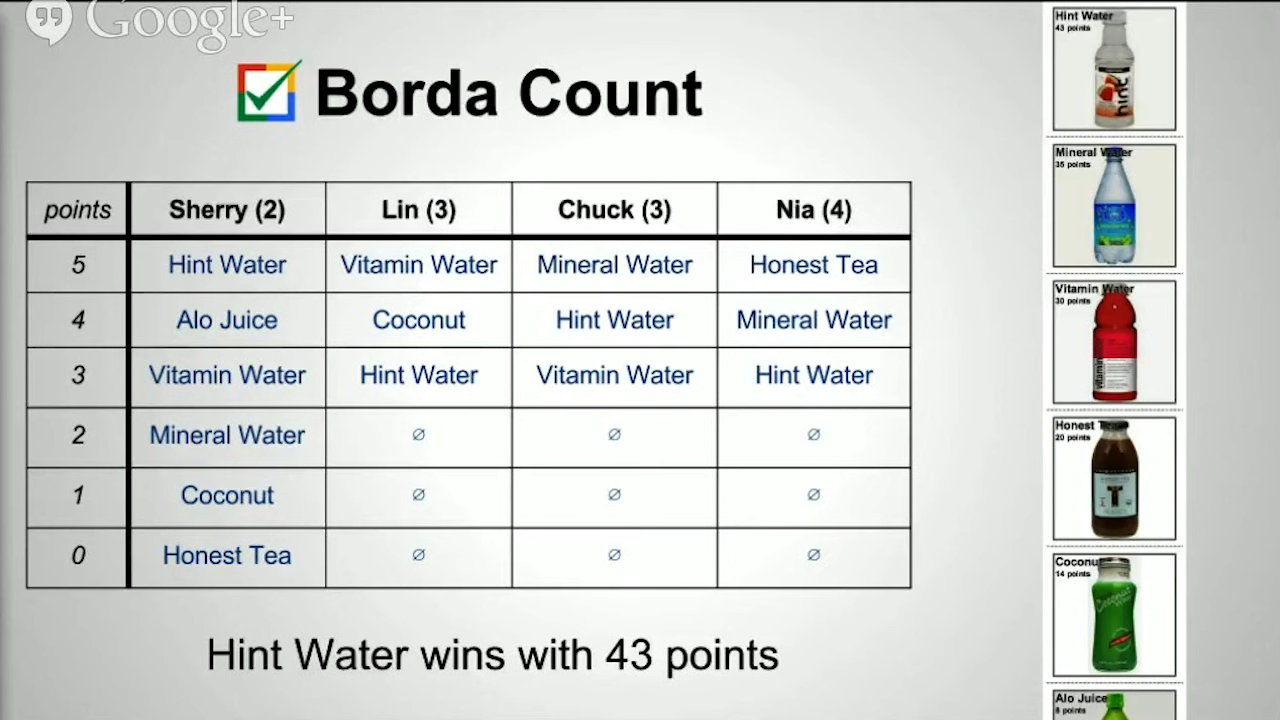 Google+
Borda Count
points Sherry (2) Lin (3) Chuck (3) Nia (4)
5 Hint Water Vitamin Water Mineral Water Honest Tea
4 Alo Juice Coconut Hint Water Mineral Water
3 Vitamin Water Hint Water Vitamin Water Hint Water
2 Mineral Water ∅ ∅ ∅
1 Coconut ∅ ∅ ∅
0 Honest Tea ∅ ∅ ∅
Hint Water wins with 43 points
Hint Water
43 points
hint
Mineral Water
35 points
Vitamin Water
30 points
vitamin
Honest Tea
20 points
T
Coconut
14 points
Alo Juice
8 points